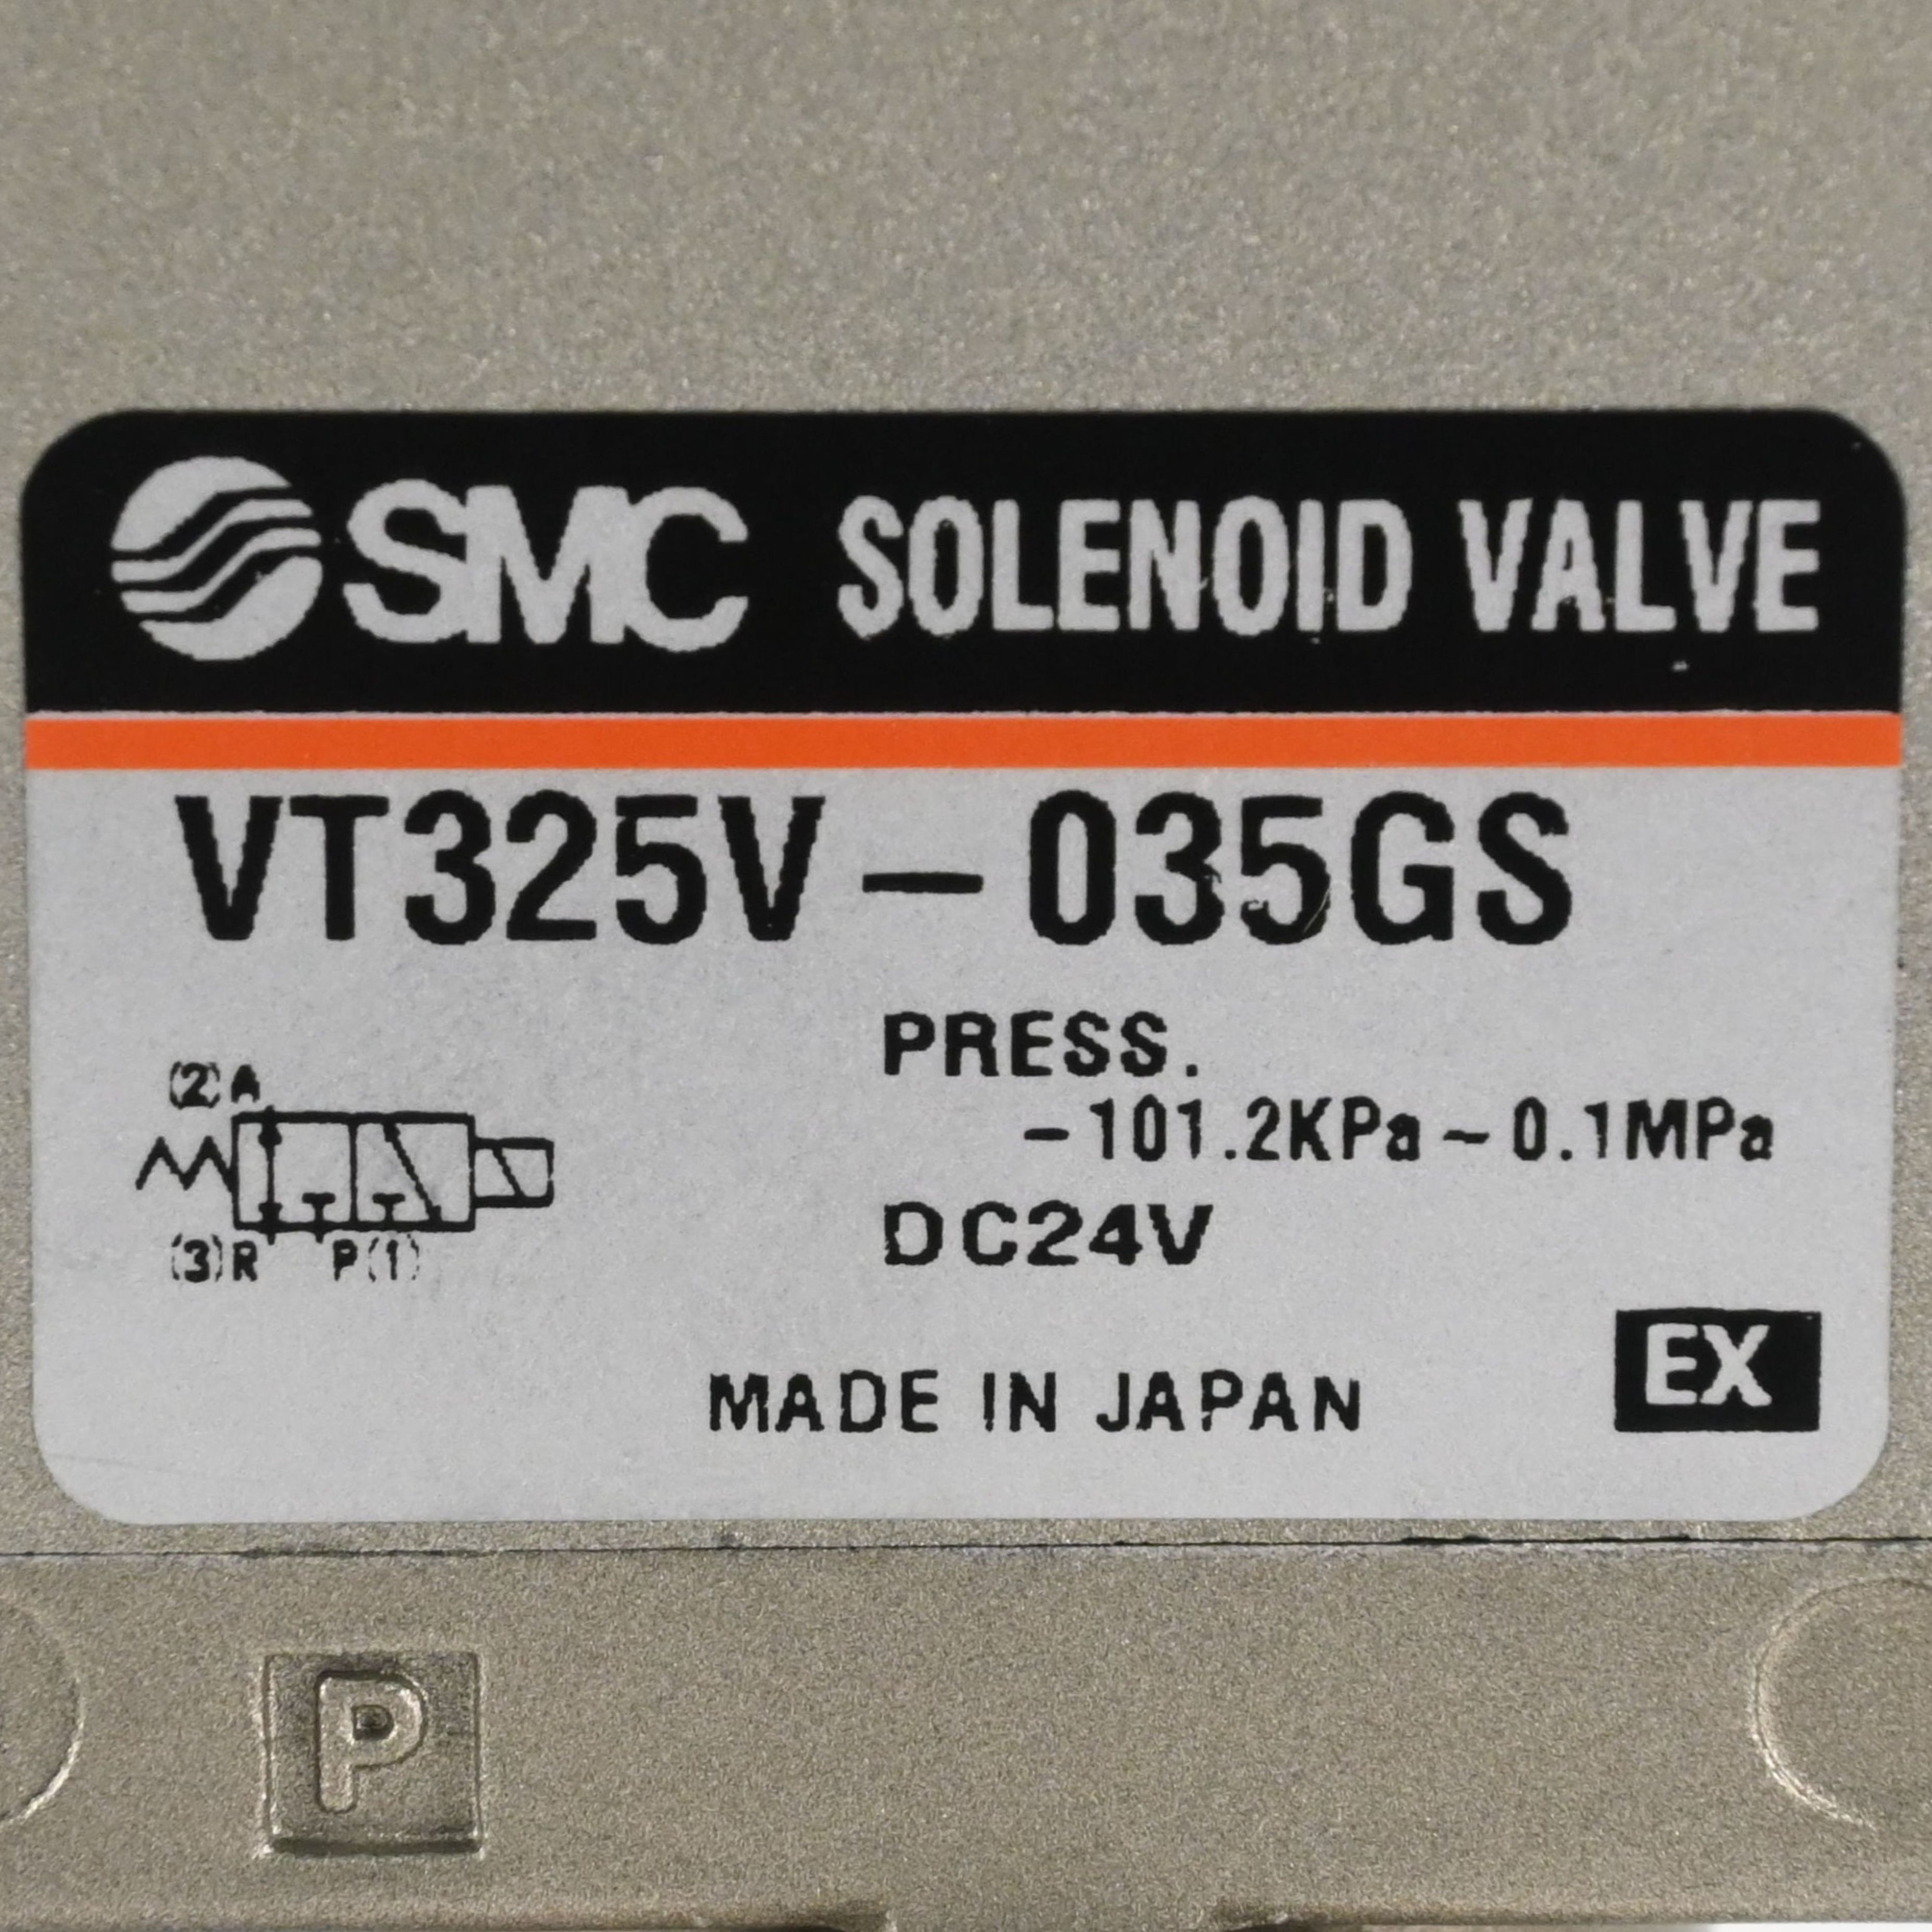 SMC SOLENOID VALVE
VT325V-035GS
PRESS.
-101.2KPa~0.1MPa
(2)A
(3)R P(1)
DC24V
EX
MADE IN JAPAN
P